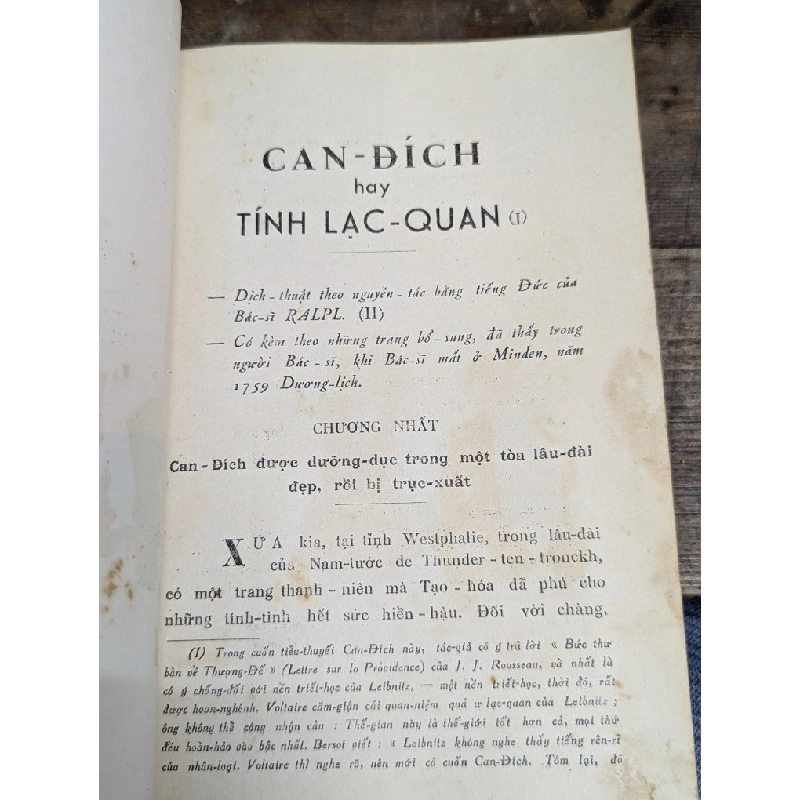 CAN-ĐÍCH
hay
TÍNH LẠC-QUAN (I)
— Dịch-thuật theo nguyên-tác bằng tiếng Đức của
Bác-sĩ RALPL. (II)
— Có kèm theo những trang bổ-sung, đã thấy trong
người Bác-sĩ, khi Bác-sĩ mất ở Minden, năm
1759 Dương-lịch.
CHƯƠNG NHẤT
Can-Đích được dưỡng-dục trong một tòa lâu-đài
đẹp, rồi bị trục-xuất
XƯA kia, tại tỉnh Westphalie, trong lâu-đài
của Nam-tước de Thunder-ten-tronckh,
có một trang thanh-niên mà Tạo-hóa đã phú cho
những tính-tình hết sức hiền-hậu. Đối với chàng,
(I) Trong cuốn tiểu-thuyết Can-Đích này, tác-giả có ý trả lời « Bức thư
bàn về Thượng-Đế » (Lettre sur la Providence) của J. J. Rousseau, và nhất là
có ý chống-đối với nền triết-học của Leibnitz, — một nền triết-học, thời đó, rất
được hoan-nghênh. Voltaire căm-giận cái quan-niệm quá ư lạc-quan của Leibnitz ;
ông không thể công nhận câu : Thế-gian này là thế-giới tốt hơn cả, mọi thứ
đều hoàn-hảo vào bậc nhất. Bersot viết : « Leibnitz không nghe thấy tiếng rên-rĩ
của nhân-loại. Voltaire thì nghe rõ, nên mới có cuốn Can-Đích. Tóm lại, đó